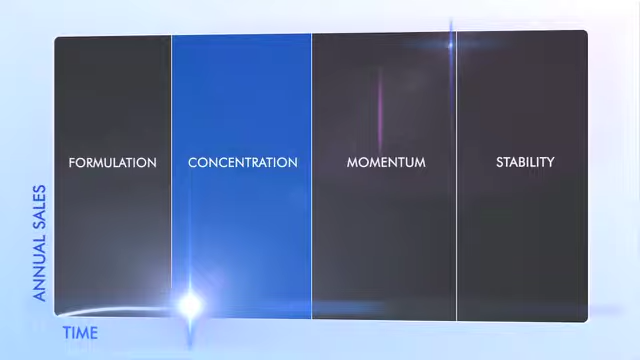 FORMULATION
CONCENTRATION
MOMENTUM
STABILITY
ANNUAL SALES
TIME